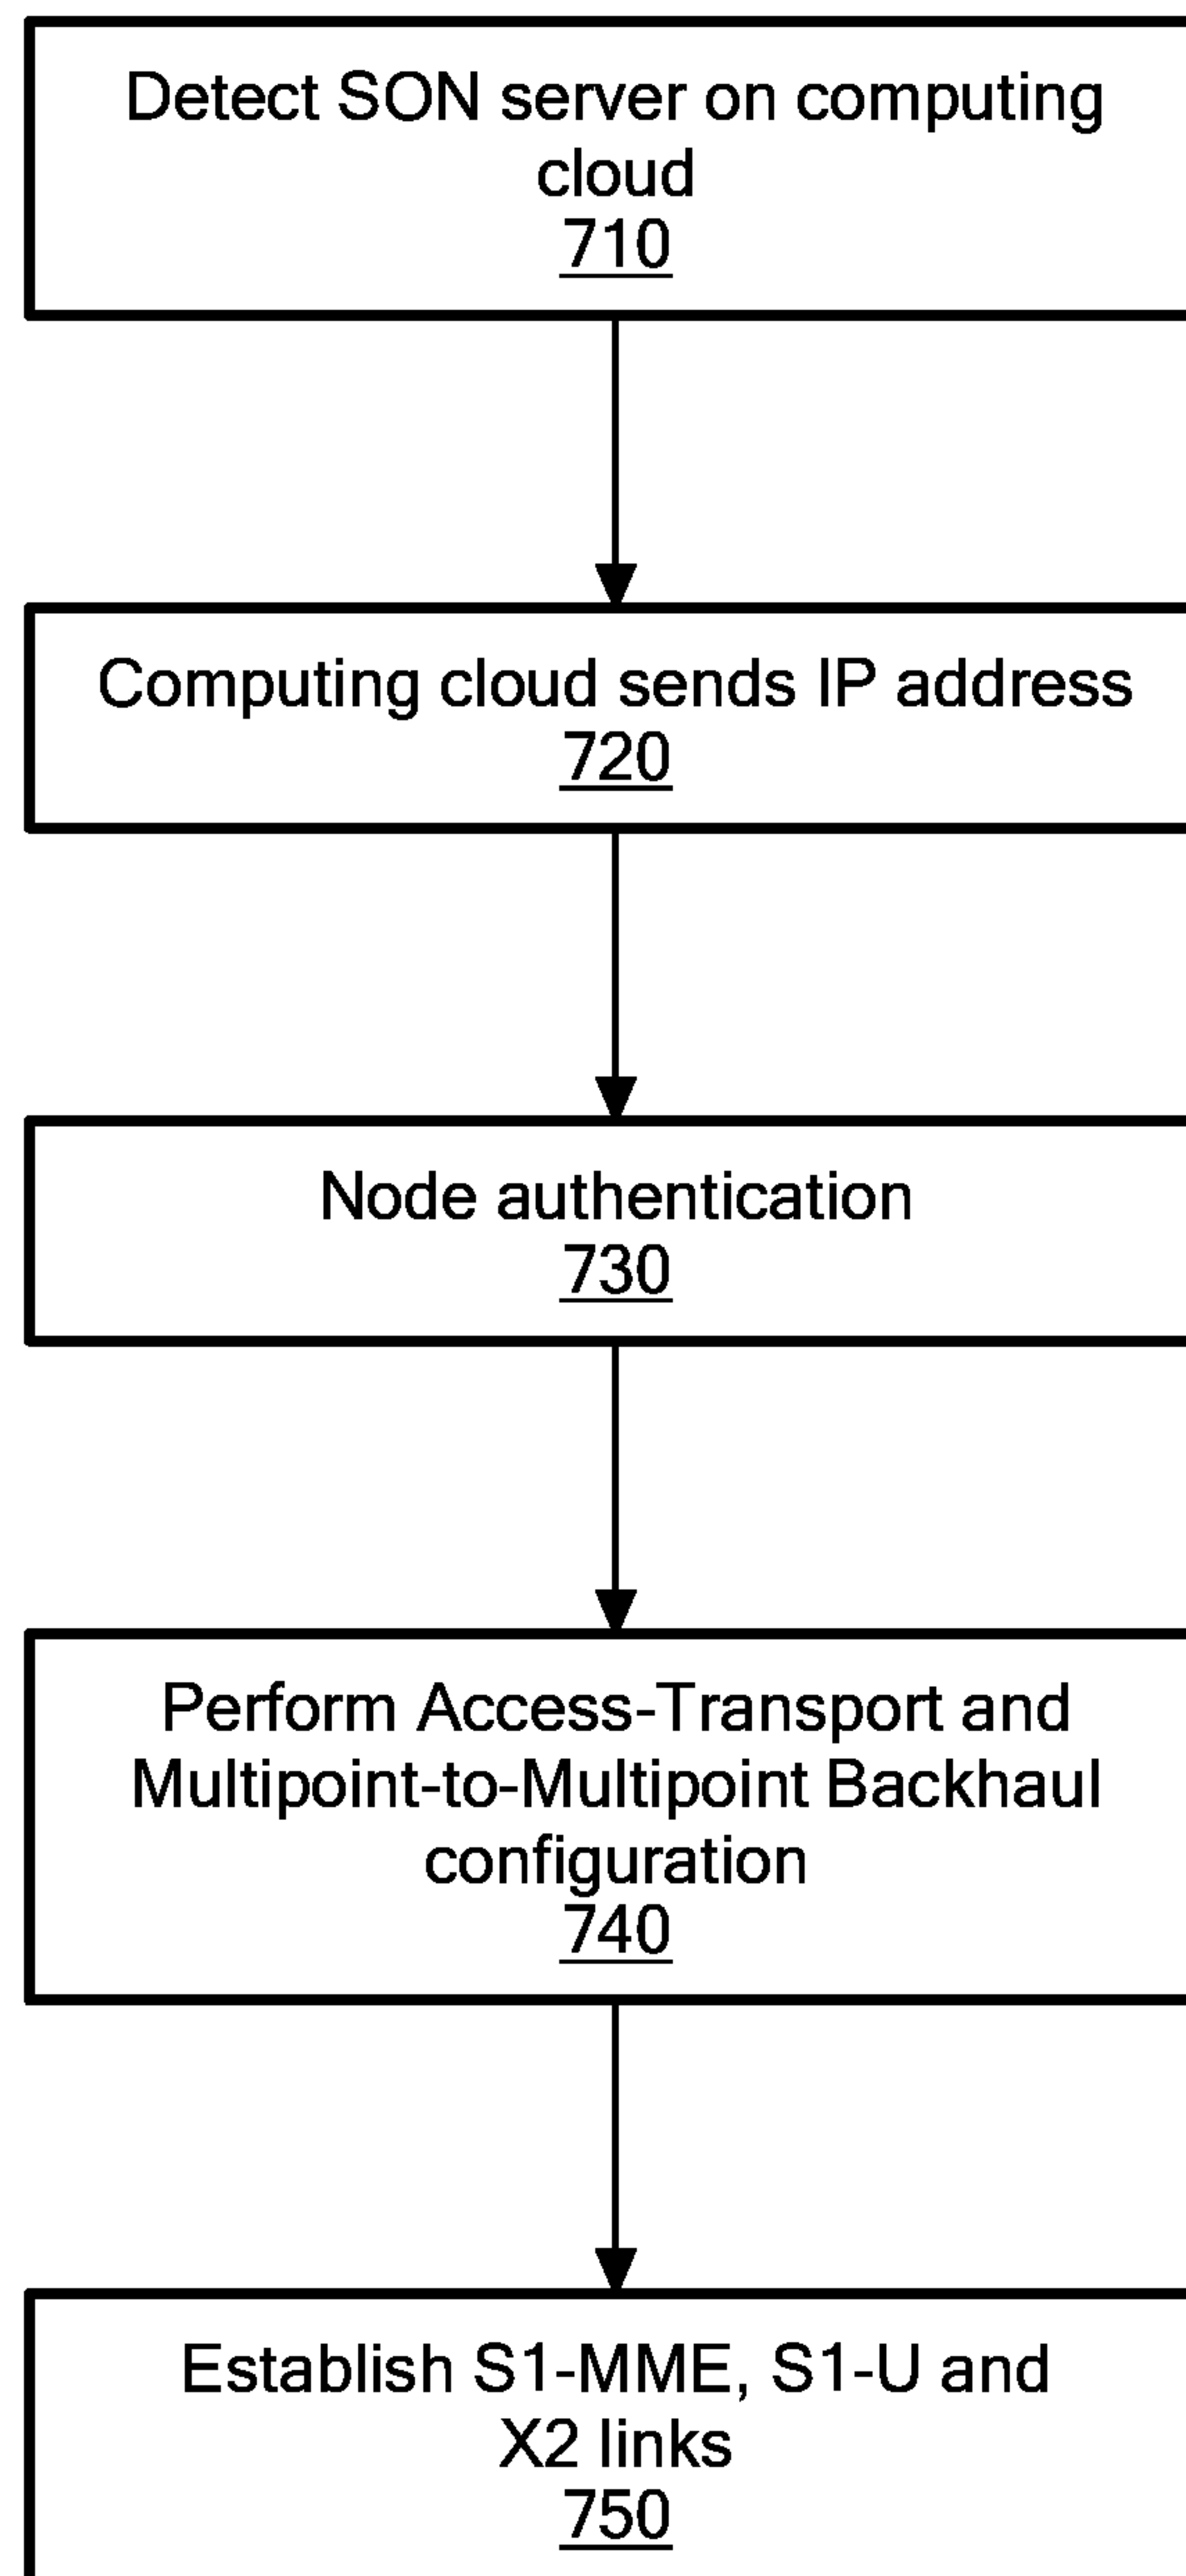 Detect SON server on computing
cloud
710
Computing cloud sends IP address
720
Node authentication
730
Perform Access-Transport and
Multipoint-to-Multipoint Backhaul
configuration
740
Establish S1-MME, S1-U and
X2 links
750